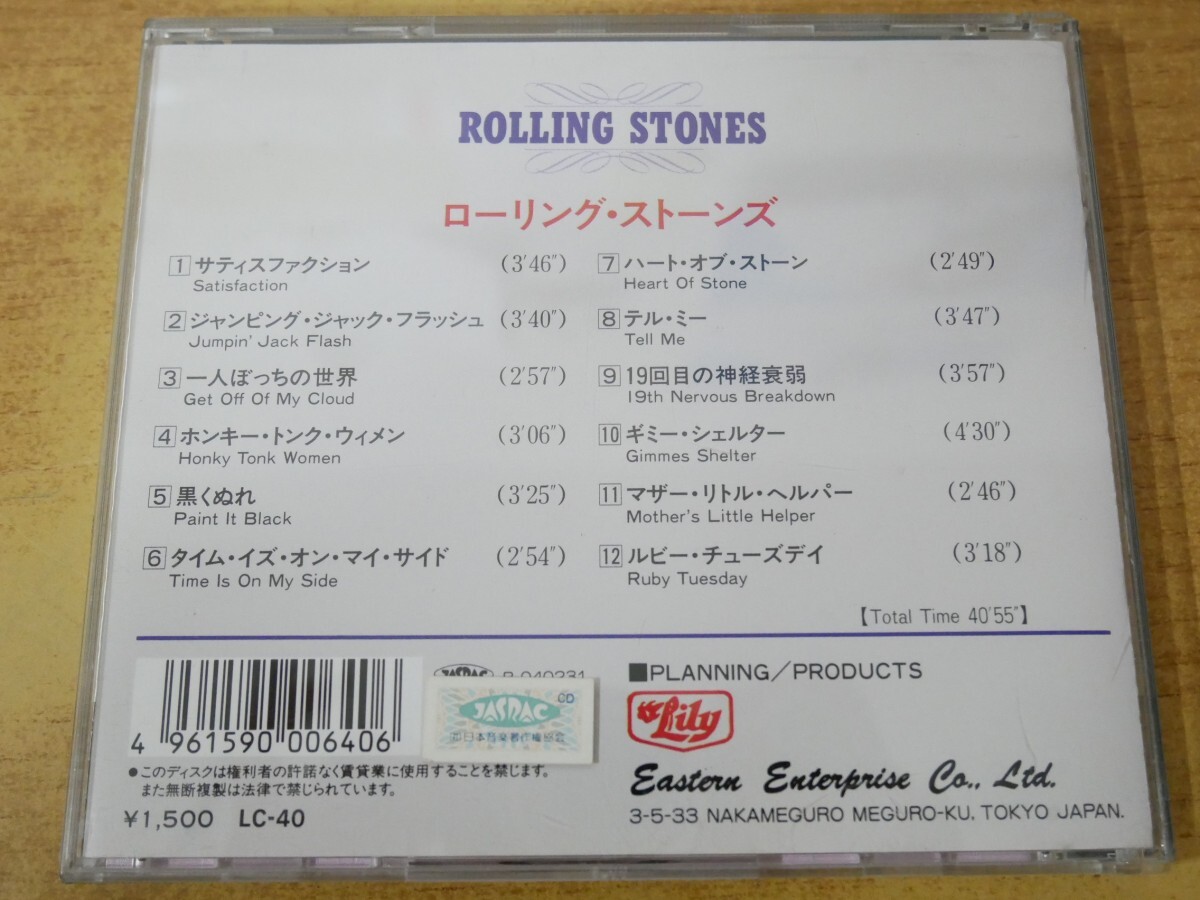 ROLLING STONES
ローリング・ストーンズ
1 サティスファクション (3'46")
Satisfaction
2 ジャンピング・ジャック・フラッシュ (3'40")
Jumpin' Jack Flash
3 一人ぼっちの世界 (2'57")
Get Off Of My Cloud
4 ホンキー・トンク・ウィメン (3'06")
Honky Tonk Women
5 黒くぬれ (3'25")
Paint It Black
6 タイム・イズ・オン・マイ・サイド (2'54")
Time Is On My Side
7 ハート・オブ・ストーン (2'49")
Heart Of Stone
8 テル・ミー (3'47")
Tell Me
9 19回目の神経衰弱 (3'57")
19th Nervous Breakdown
10 ギミー・シェルター (4'30")
Gimmes Shelter
11 マザー・リトル・ヘルパー (2'46")
Mother's Little Helper
12 ルビー・チューズデイ (3'18")
Ruby Tuesday
【Total Time 40'55"】
4 961590 006406
JASRAC
CD
JASRAC
日本音楽著作権協会
●このディスクは権利者の許諾なく賃貸業に使用することを禁じます。
また無断複製は法律で禁じられています。
¥1,500 LC-40
■PLANNING/PRODUCTS
Lily
Eastern Enterprise Co., Ltd.
3-5-33 NAKAMEGURO MEGURO-KU, TOKYO JAPAN.